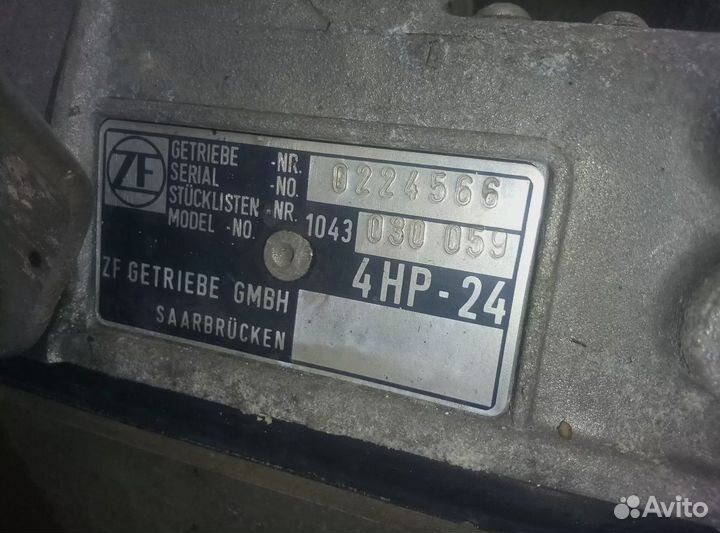 ZF
GETRIEBE -NR.
SERIAL -NO.
0224566
STÜCKLISTEN -NR.
MODEL -NO.
1043 030 059
ZF GETRIEBE GMBH
SAARBRÜCKEN
4HP-24
Avito